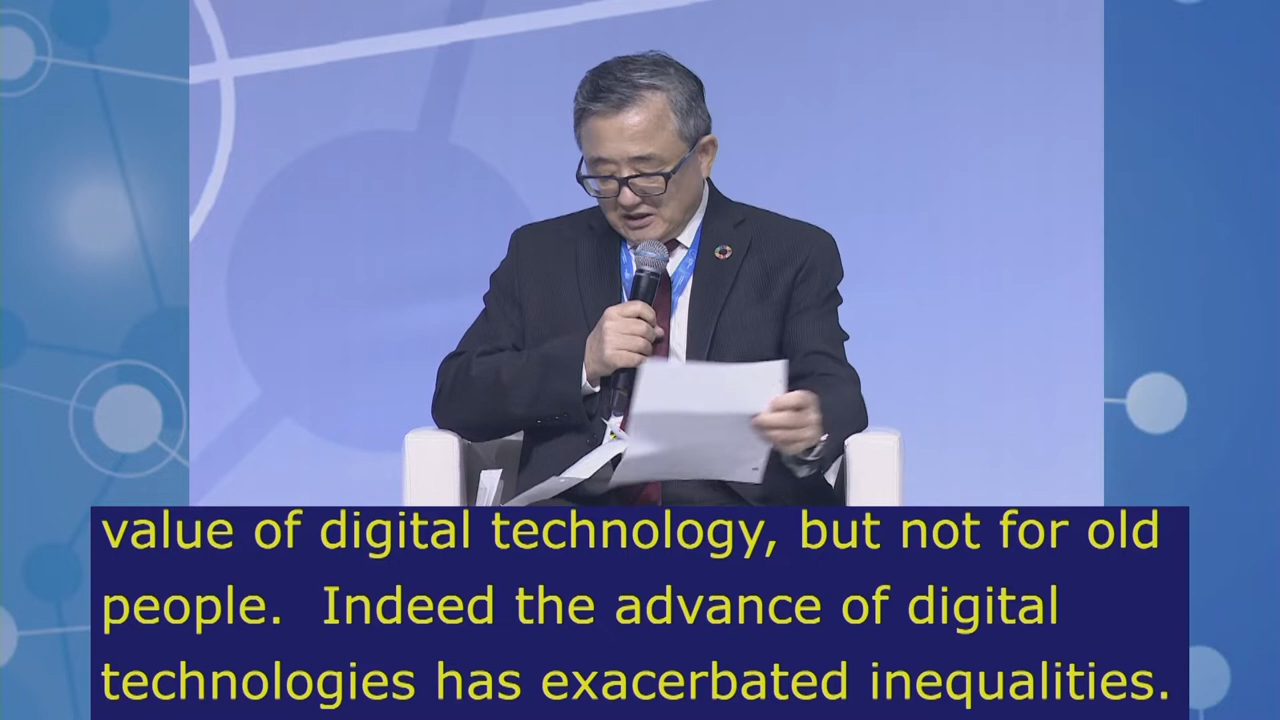 value of digital technology, but not for old
people.  Indeed the advance of digital
technologies has exacerbated inequalities.